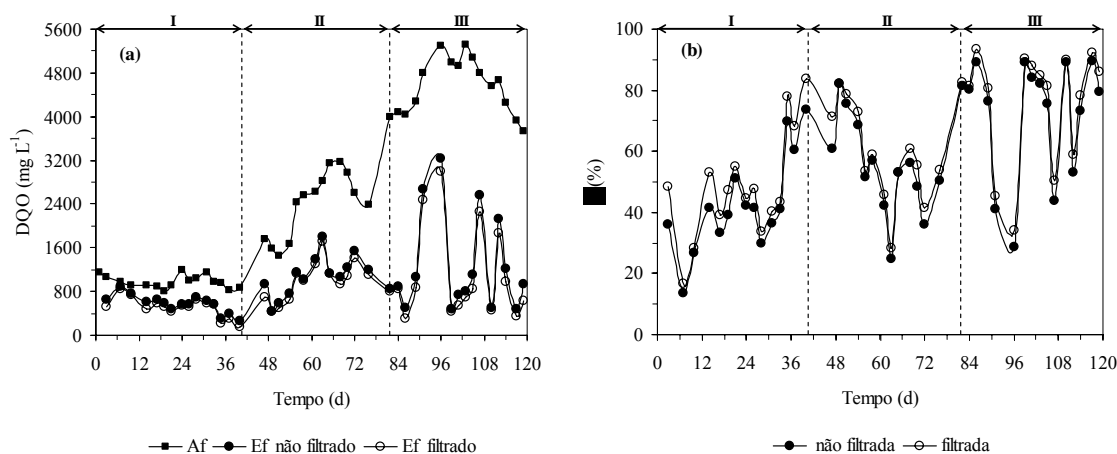 I II III
(a)
5600
4800
4000
3200
2400
1600
800
0
DQO (mg L-1)
0 12 24 36 48 60 72 84 96 108 120
Tempo (d)
Af Ef não filtrado Ef filtrado
I II III
(b)
100
80
60
40
20
0
(%)
0 12 24 36 48 60 72 84 96 108 120
Tempo (d)
não filtrada filtrada